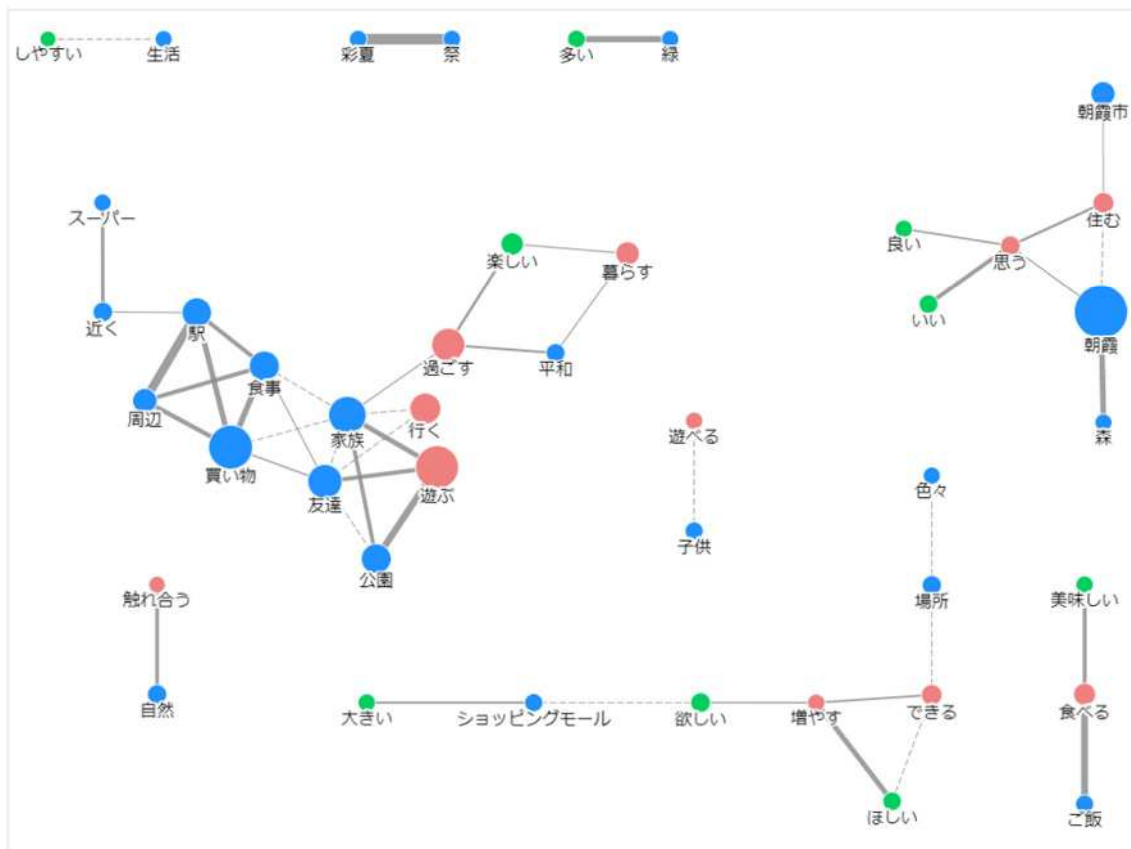 しやすい
生活
彩夏
祭
多い
緑
朝霞市
スーパー
住む
良い
思う
楽しい
暮らす
近く
駅
いい
朝霞
過ごす
平和
食事
周辺
家族
行く
遊べる
森
買い物
友達
遊ぶ
色々
子供
公園
触れ合う
場所
美味しい
自然
大きい
ショッピングモール
欲しい
増やす
できる
食べる
ほしい
ご飯